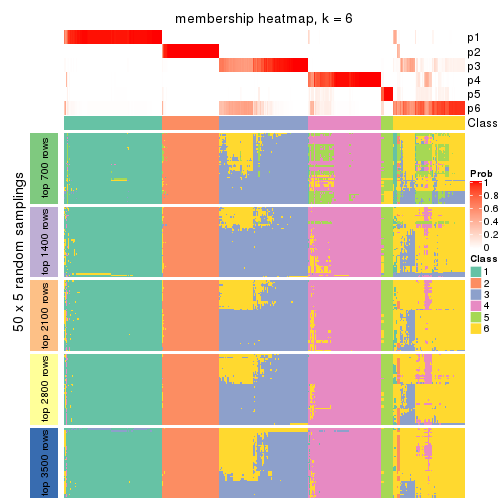 membership heatmap, k = 6
p1
p2
p3
p4
p5
p6
Class
50 x 5 random samplings
top 700 rows
top 1400 rows
top 2100 rows
top 2800 rows
top 3500 rows
Prob
1
0.8
0.6
0.4
0.2
0
Class
1
2
3
4
5
6